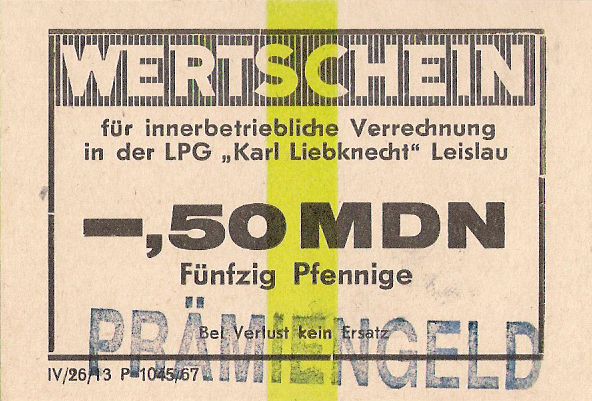 WERTSCHEIN
für innerbetriebliche Verrechnung
in der LPG „Karl Liebknecht“ Leislau
—,50 MDN
Fünfzig Pfennige
Bei Verlust kein Ersatz
PRÄMIENGELD
IV/26/13 P 1045/67